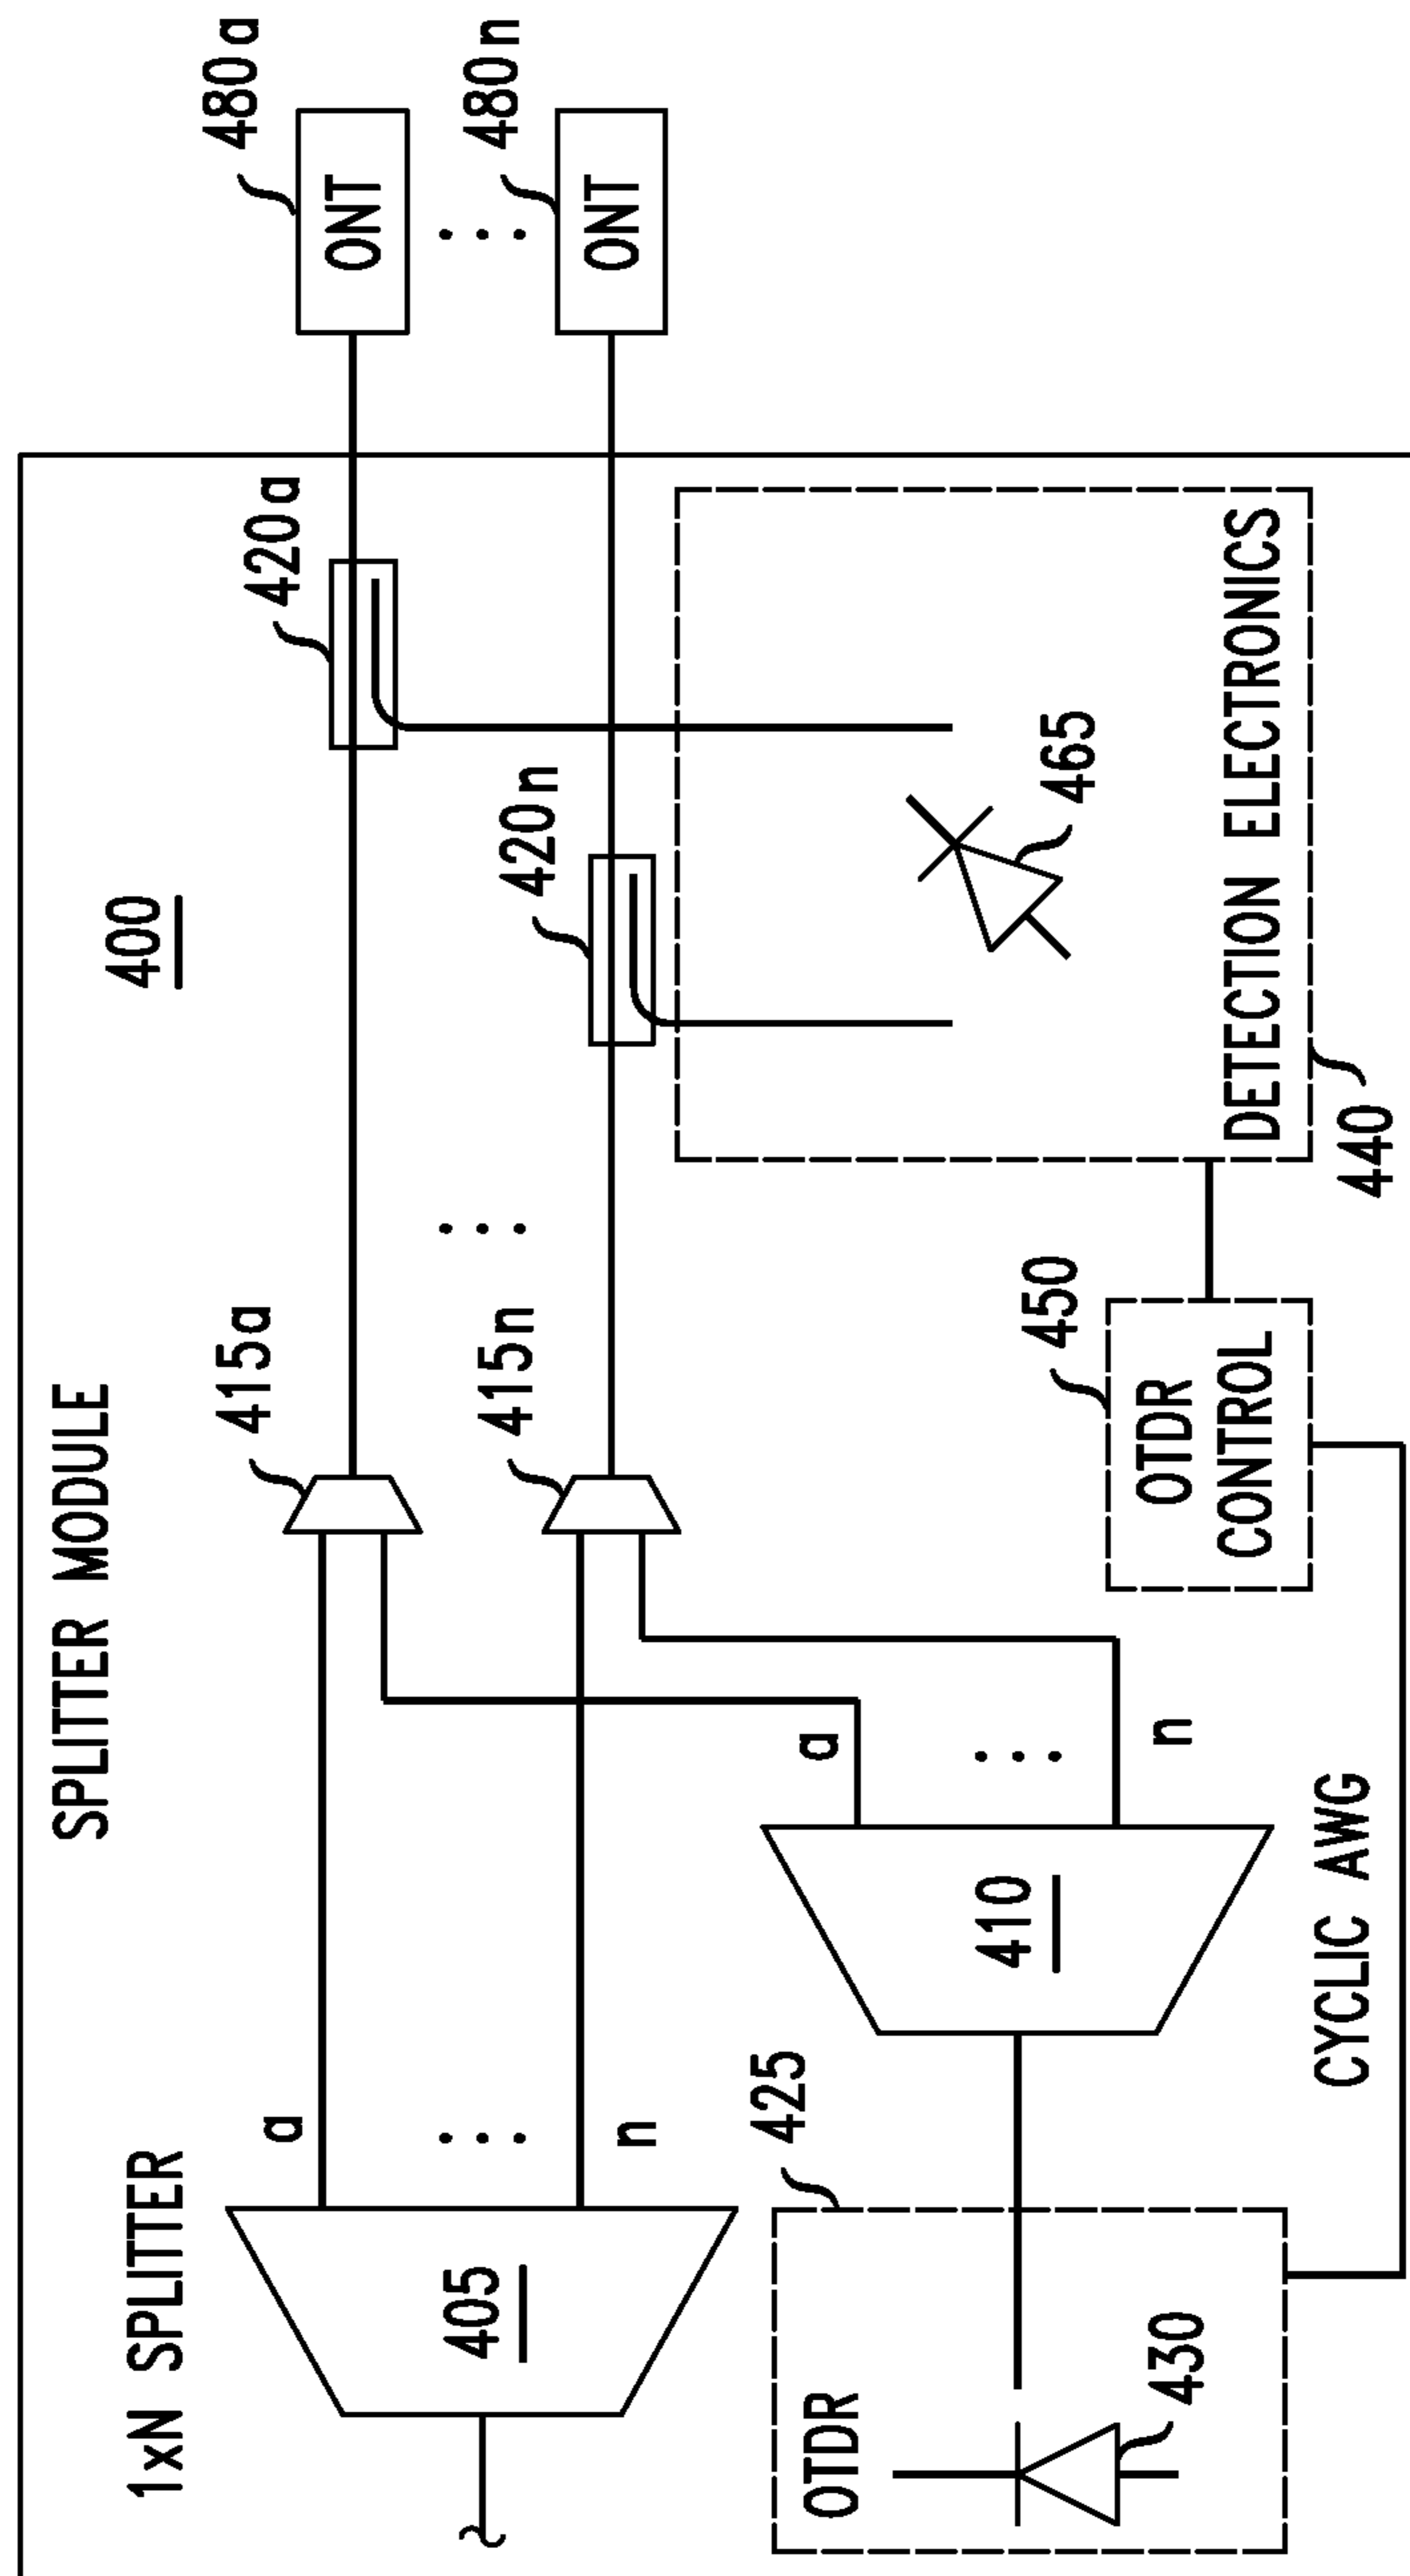 SPLITTER MODULE
400
1xN SPLITTER
405
a
n
415a
415n
420a
420n
480a
ONT
480n
ONT
OTDR
425
430
410
a
n
CYCLIC AWG
OTDR
CONTROL
450
465
DETECTION ELECTRONICS
440